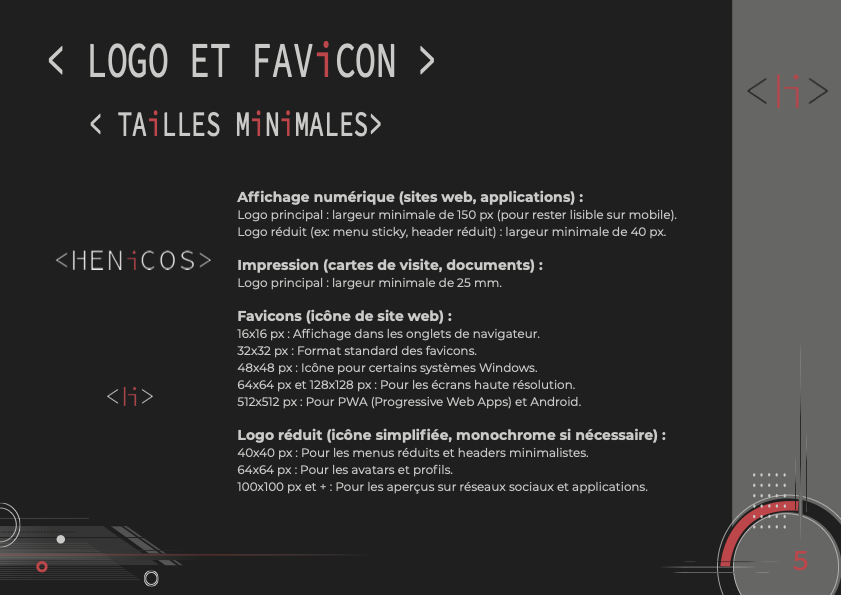 < LOGO ET FAViCON >
< TAiLLES MiNiMALES>
<li>
Affichage numérique (sites web, applications) :
Logo principal : largeur minimale de 150 px (pour rester lisible sur mobile).
Logo réduit (ex: menu sticky, header réduit) : largeur minimale de 40 px.
<HENiCOS>
Impression (cartes de visite, documents) :
Logo principal : largeur minimale de 25 mm.
Favicons (icône de site web) :
16x16 px : Affichage dans les onglets de navigateur.
32x32 px : Format standard des favicons.
48x48 px : Icône pour certains systèmes Windows.
64x64 px et 128x128 px : Pour les écrans haute résolution.
512x512 px : Pour PWA (Progressive Web Apps) et Android.
<li>
Logo réduit (icône simplifiée, monochrome si nécessaire) :
40x40 px : Pour les menus réduits et headers minimalistes.
64x64 px : Pour les avatars et profils.
100x100 px et + : Pour les aperçus sur réseaux sociaux et applications.
5